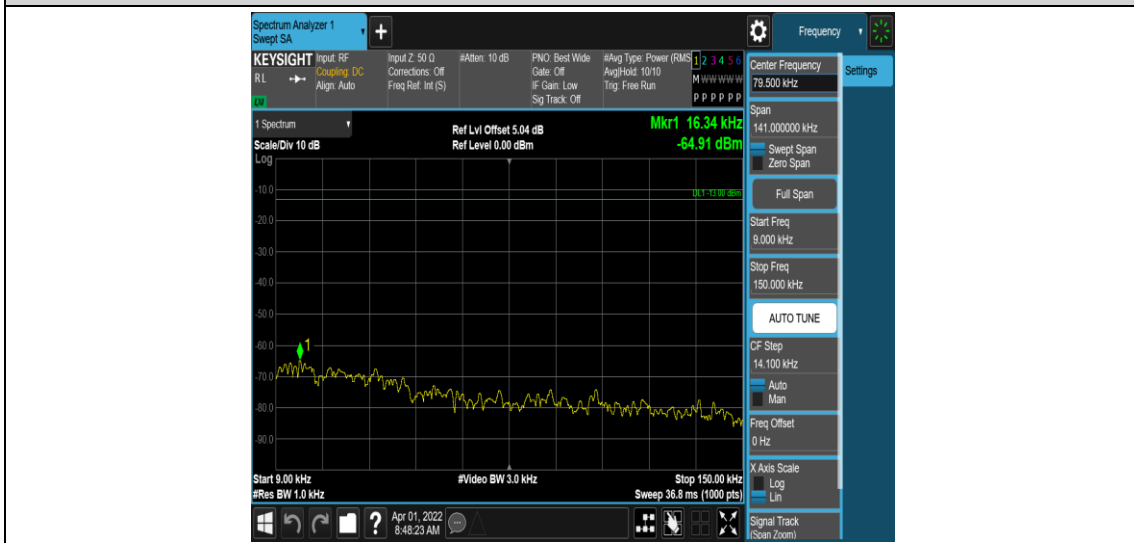 Spectrum Analyzer 1
Swept SA
+
Frequency
KEYSIGHT
RL
LXI
Input: RF
Coupling: DC
Align: Auto
Input Z: 50 Ω
Corrections: Off
Freq Ref: Int (S)
#Atten: 10 dB
PNO: Best Wide
Gate: Off
IF Gain: Low
Sig Track: Off
#Avg Type: Power (RMS
Avg|Hold: 10/10
Trig: Free Run
1 2 3 4 5 6
M W W W W W
P P P P P P
1 Spectrum
Scale/Div 10 dB
Log
Ref Lvl Offset 5.04 dB
Ref Level 0.00 dBm
Mkr1 16.34 kHz
-64.91 dBm
DL1 -13.00 dBm
-10.0
-20.0
-30.0
-40.0
-50.0
-60.0
-70.0
-80.0
-90.0
1
Start 9.00 kHz
#Res BW 1.0 kHz
#Video BW 3.0 kHz
Stop 150.00 kHz
Sweep 36.8 ms (1000 pts)
?
Apr 01, 2022
8:48:23 AM
Center Frequency
79.500 kHz
Settings
Span
141.000000 kHz
Swept Span
Zero Span
Full Span
Start Freq
9.000 kHz
Stop Freq
150.000 kHz
AUTO TUNE
CF Step
14.100 kHz
Auto
Man
Freq Offset
0 Hz
X Axis Scale
Log
Lin
Signal Track
(Span Zoom)